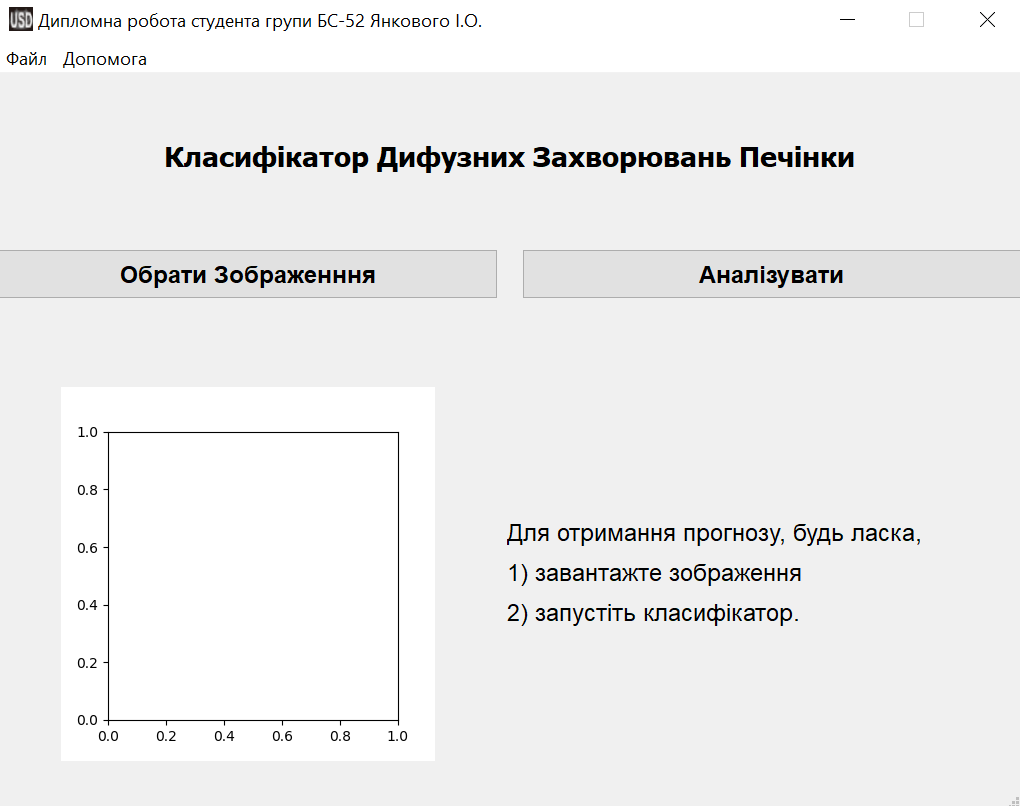 USD Дипломна робота студента групи БС-52 Янкового І.О.
Файл Допомога
Класифікатор Дифузних Захворювань Печінки
Обрати Зображенння
Аналізувати
1.0
0.8
0.6
0.4
0.2
0.0
0.0 0.2 0.4 0.6 0.8 1.0
Для отримання прогнозу, будь ласка,
1) завантажте зображення
2) запустіть класифікатор.